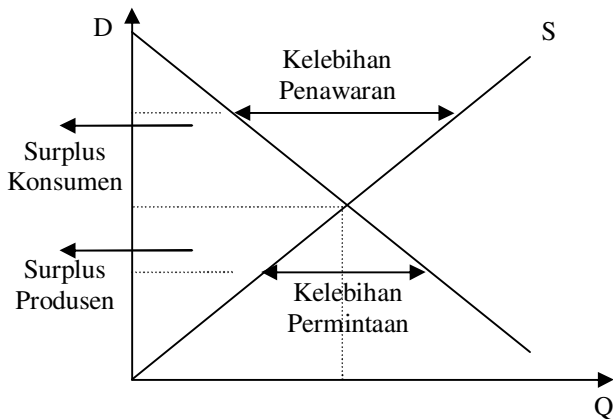 D
S
Kelebihan
Penawaran
Surplus
Konsumen
Surplus
Produsen
Kelebihan
Permintaan
Q